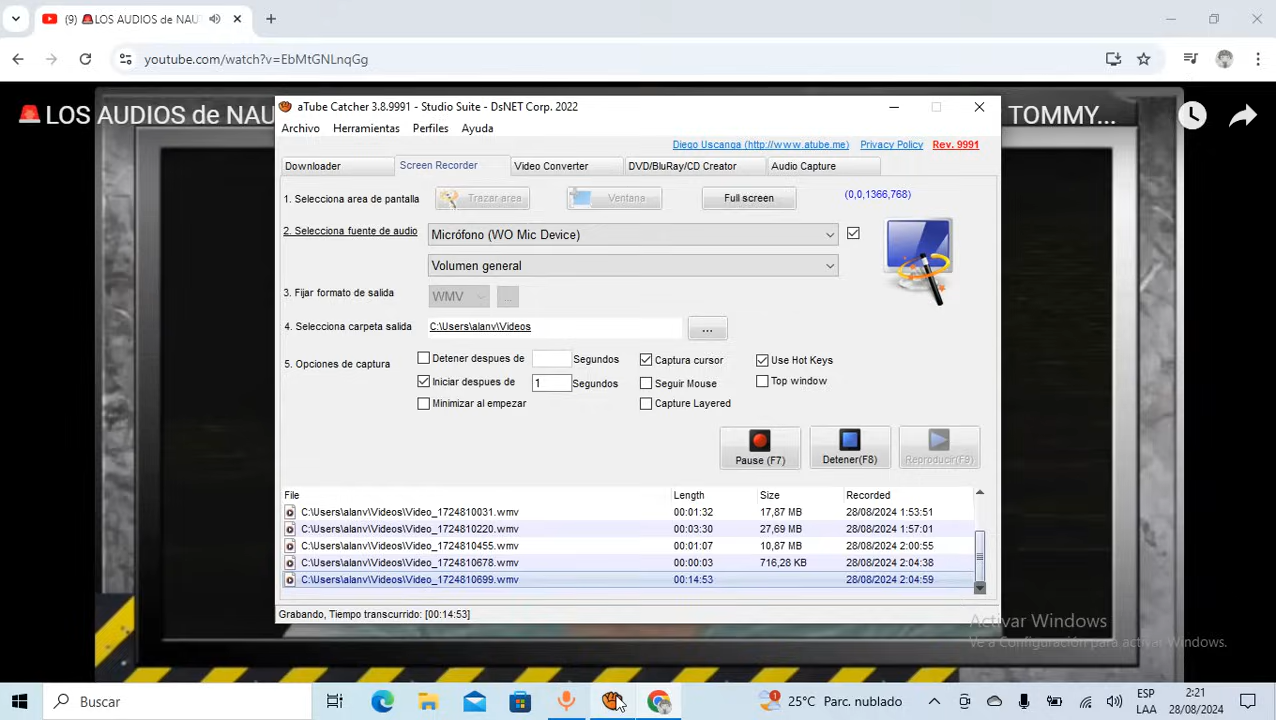 (9) 🚨LOS AUDIOS de NAU
youtube.com/watch?v=EbMtGNLnqGg
🚨LOS AUDIOS de NAU
TOMMY...
aTube Catcher 3.8.9991 - Studio Suite - DsNET Corp. 2022
Archivo Herramientas Perfiles Ayuda
Diego Uscanga (http://www.atube.me) Privacy Policy Rev. 9991
Downloader Screen Recorder Video Converter DVD/BluRay/CD Creator Audio Capture
1. Selecciona area de pantalla Trazar area Ventana Full screen (0,0,1366,768)
2. Selecciona fuente de audio Micrófono (WO Mic Device)
Volumen general
3. Fijar formato de salida WMV ...
4. Selecciona carpeta salida C:\Users\alanv\Videos ...
5. Opciones de captura Detener despues de Segundos Captura cursor Use Hot Keys
Iniciar despues de 1 Segundos Seguir Mouse Top window
Minimizar al empezar Capture Layered
Pause (F7) Detener(F8) Reproducir(F9)
File Length Size Recorded
C:\Users\alanv\Videos\Video_1724810031.wmv 00:01:32 17,87 MB 28/08/2024 1:53:51
C:\Users\alanv\Videos\Video_1724810220.wmv 00:03:30 27,69 MB 28/08/2024 1:57:01
C:\Users\alanv\Videos\Video_1724810455.wmv 00:01:07 10,87 MB 28/08/2024 2:00:55
C:\Users\alanv\Videos\Video_1724810678.wmv 00:00:03 716,28 KB 28/08/2024 2:04:38
C:\Users\alanv\Videos\Video_1724810699.wmv 00:14:53 28/08/2024 2:04:59
Grabando, Tiempo transcurrido: [00:14:53]
Activar Windows
Ve a Configuración para activar Windows.
Buscar
25°C Parc. nublado
ESP
LAA
2:21
28/08/2024